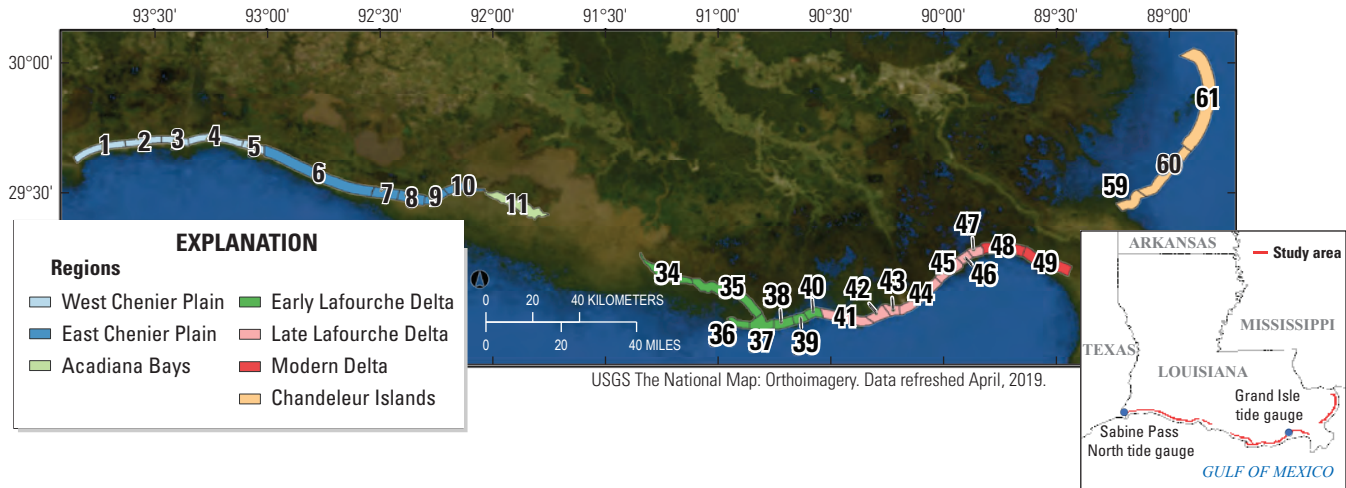 93°30' 93°00' 92°30' 92°00' 91°30' 91°00' 90°30' 90°00' 89°30' 89°00'
30°00'
29°30'
1 2 3 4 5 6 7 8 9 10 11
34 35 36 37 38 39 40 41 42 43 44 45 46 47 48 49
59 60 61
EXPLANATION
Regions
West Chenier Plain
East Chenier Plain
Acadiana Bays
Early Lafourche Delta
Late Lafourche Delta
Modern Delta
Chandeleur Islands
0 20 40 KILOMETERS
0 20 40 MILES
USGS The National Map: Orthoimagery. Data refreshed April, 2019.
ARKANSAS
Study area
MISSISSIPPI
TEXAS
LOUISIANA
Grand Isle
tide gauge
Sabine Pass
North tide gauge
GULF OF MEXICO